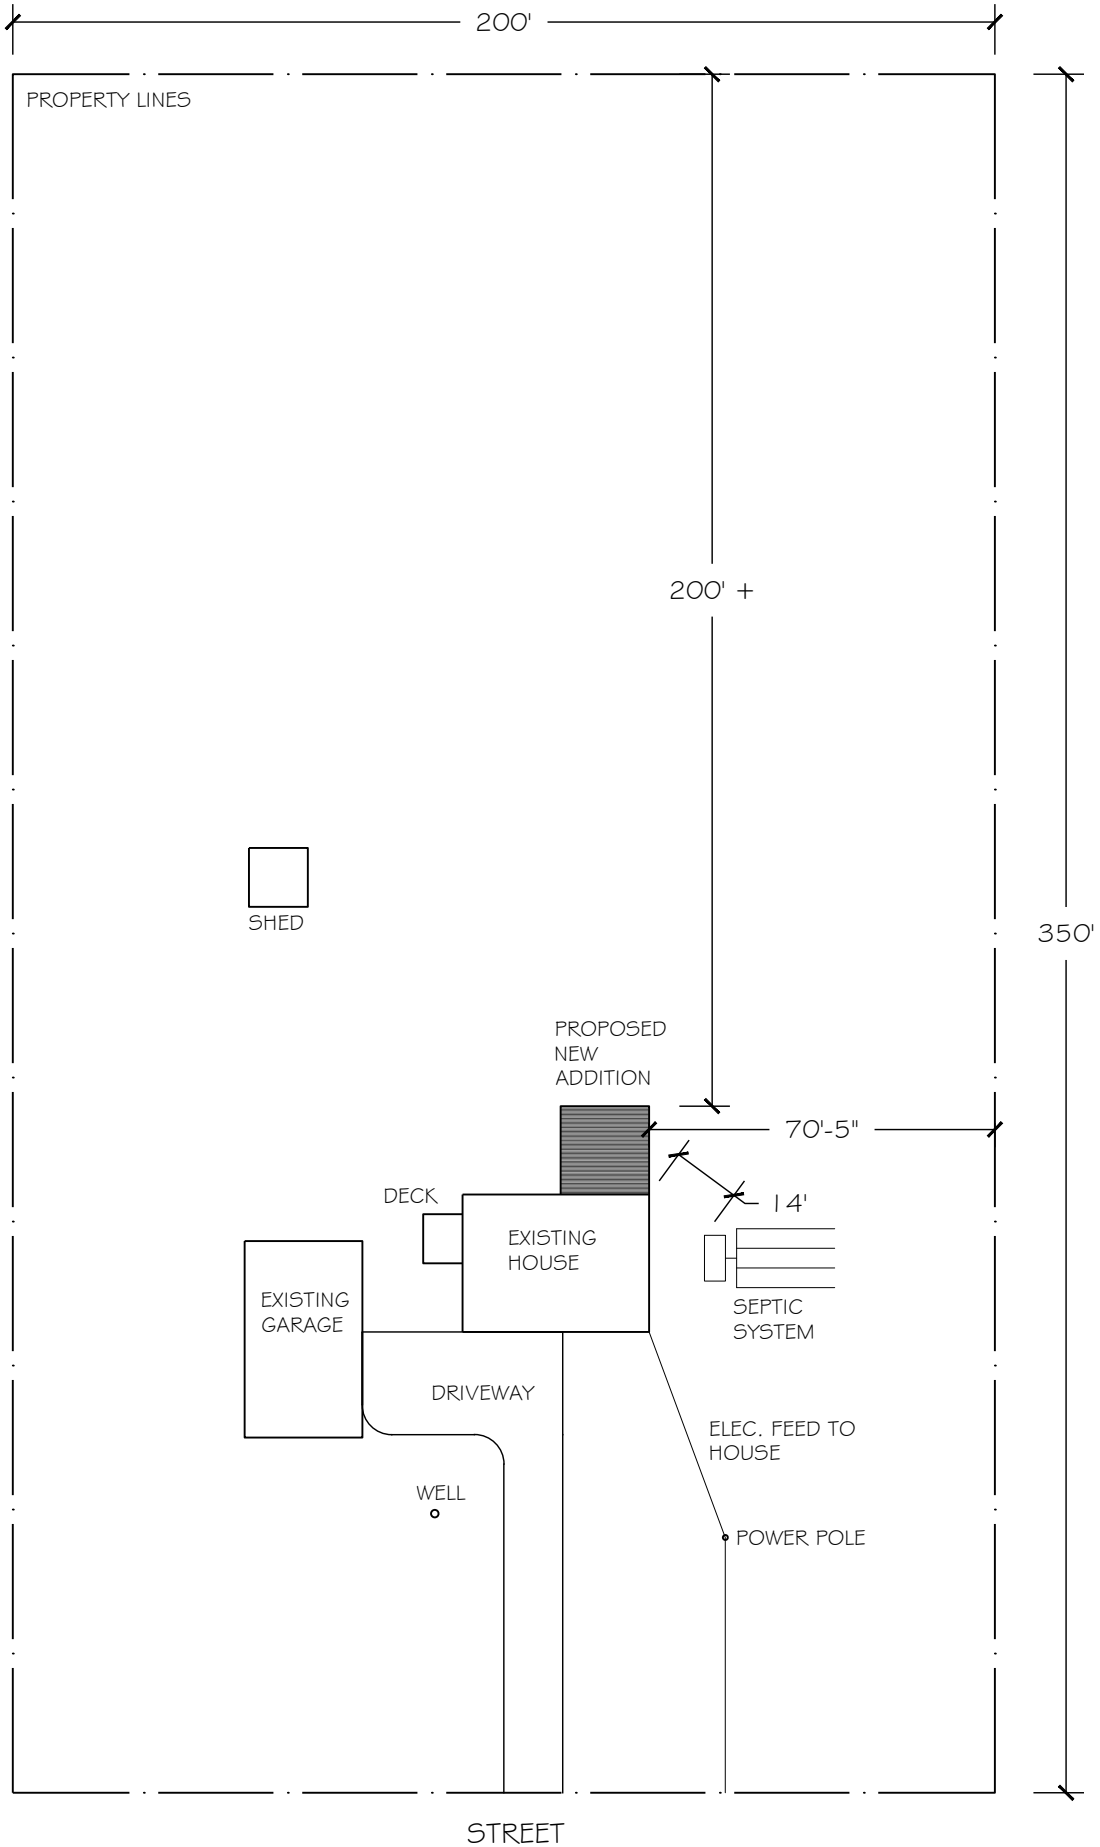 200'
PROPERTY LINES
200' +
SHED
350'
PROPOSED
NEW
ADDITION
70'-5"
DECK
14'
EXISTING
HOUSE
EXISTING
GARAGE
SEPTIC
SYSTEM
DRIVEWAY
ELEC. FEED TO
HOUSE
WELL
POWER POLE
STREET